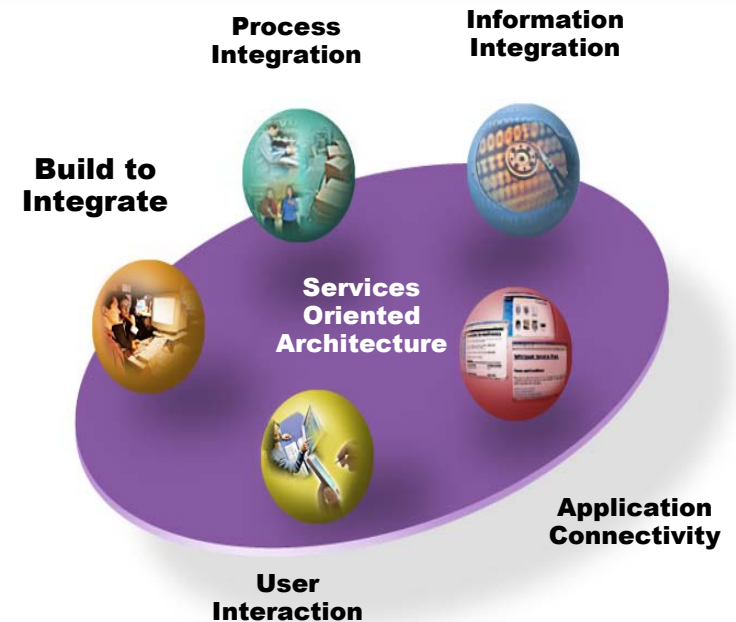 Process
Integration
Information
Integration
Build to
Integrate
Services
Oriented
Architecture
Application
Connectivity
User
Interaction